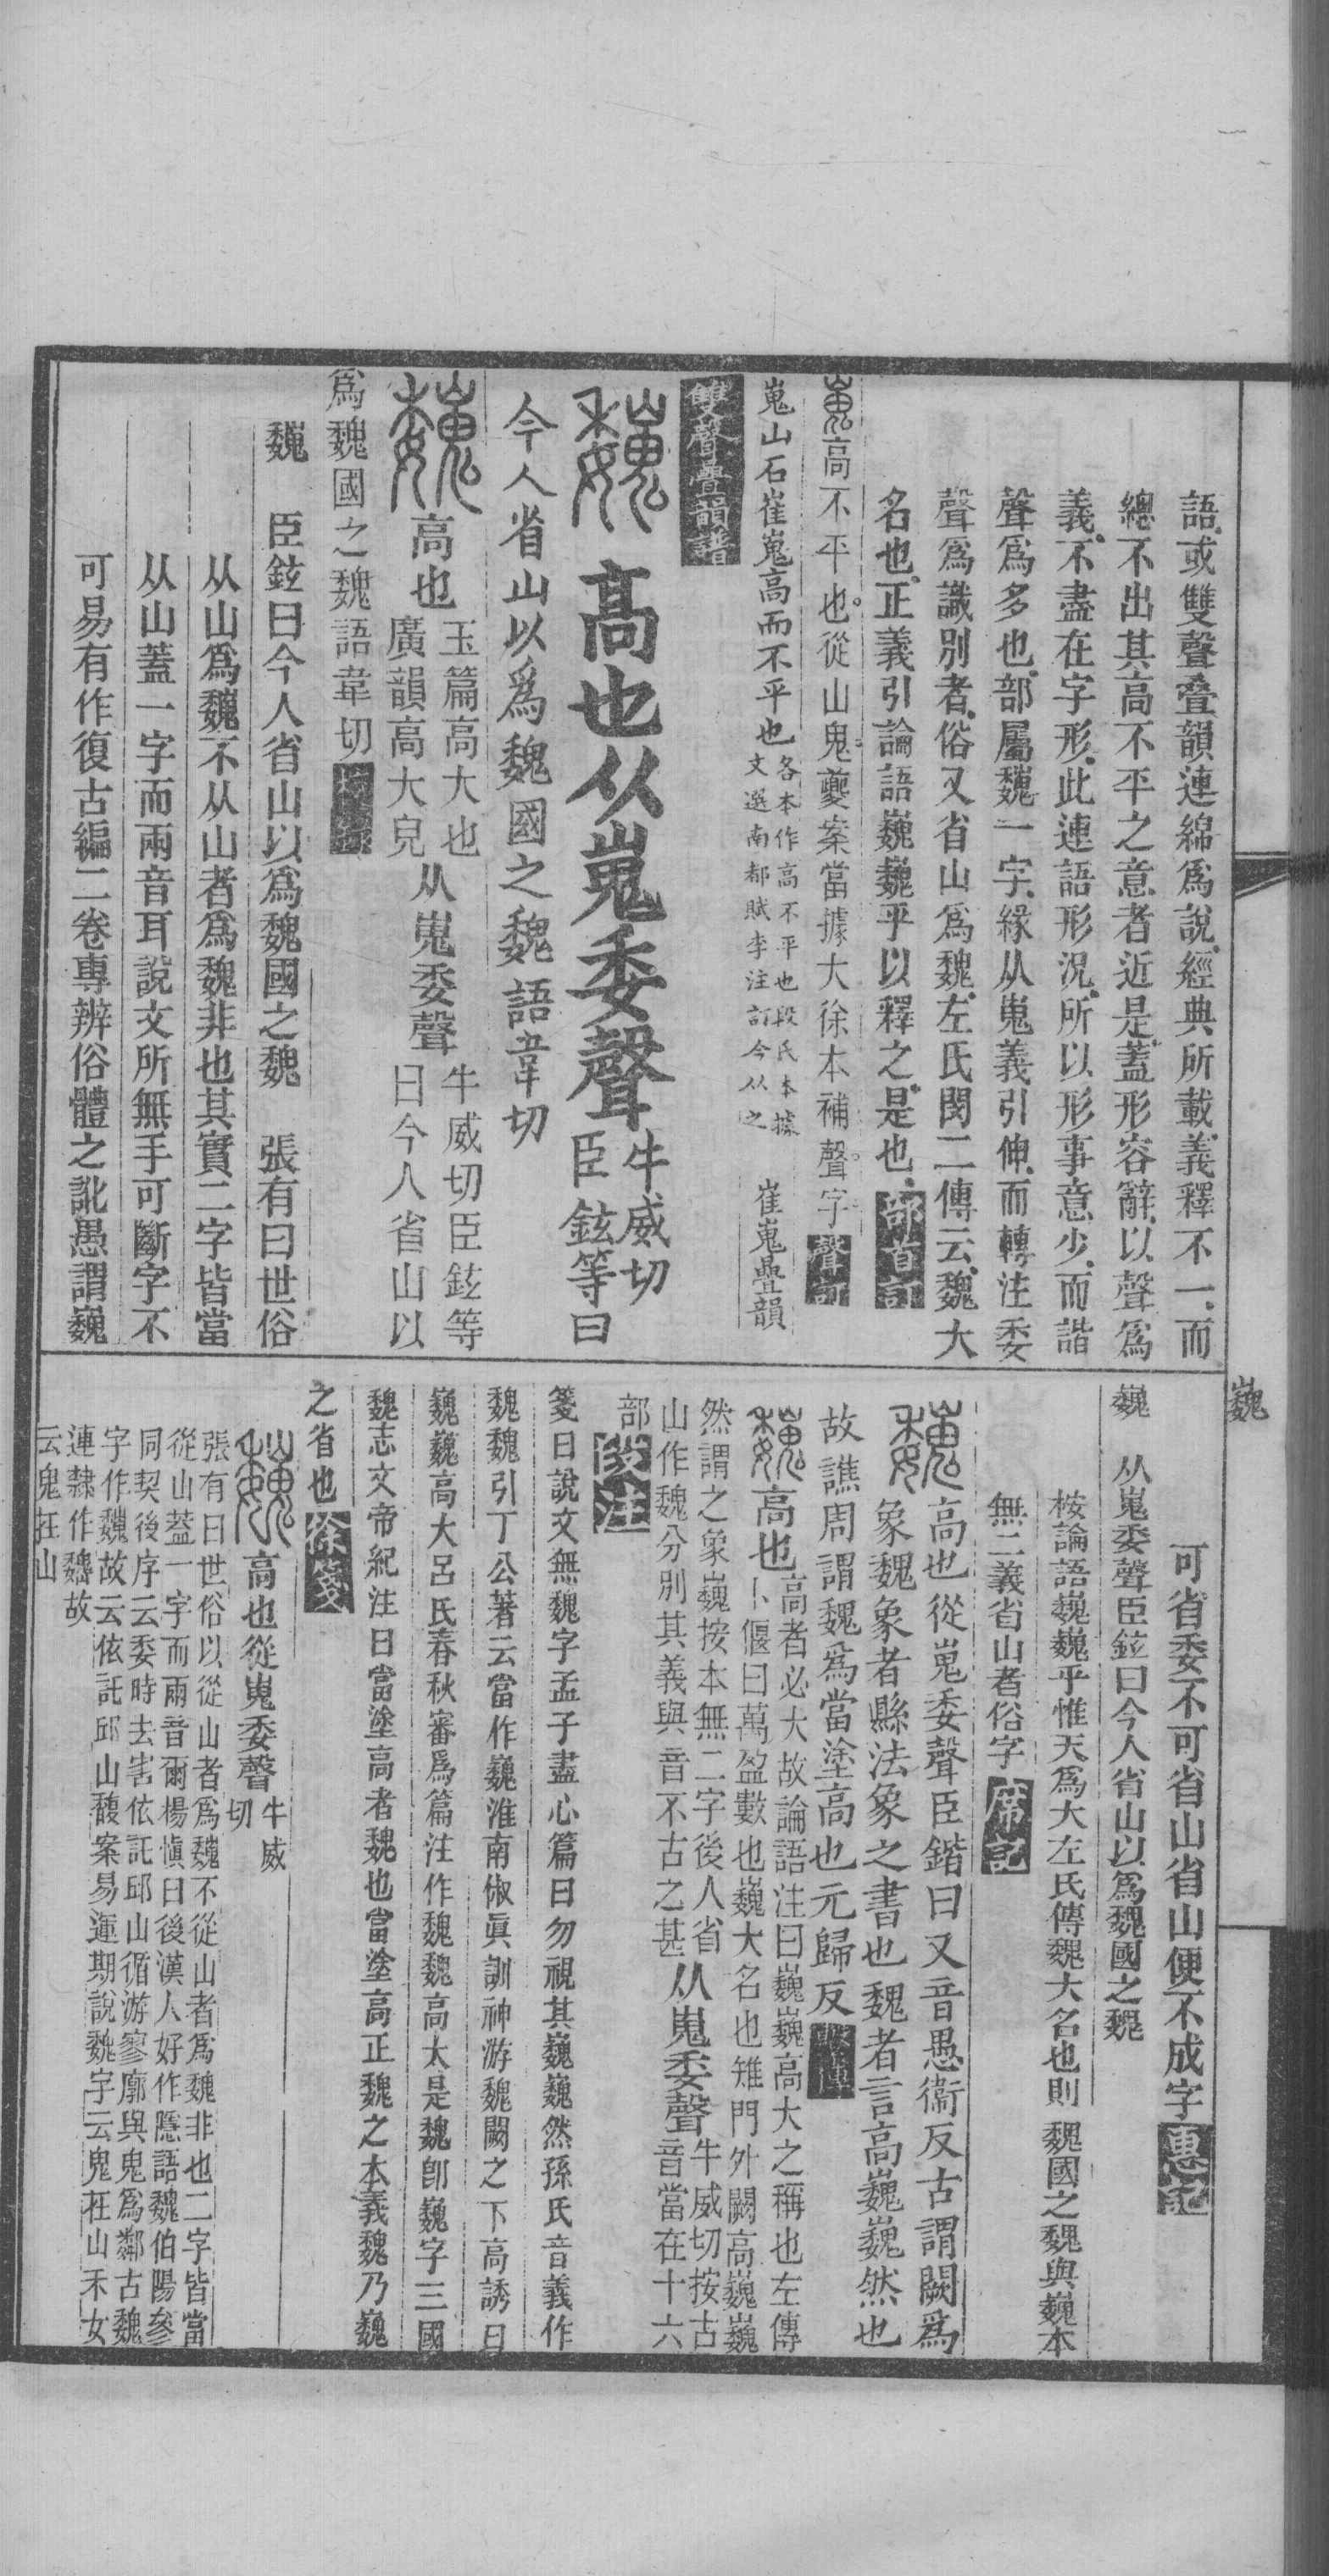 語或雙聲叠韻連綿爲說經典所載義釋不一而
總不出其高不平之意者近是蓋形容辭以聲爲
義不盡在字形此連語形況所以形事意少而諧
聲爲多也部屬巍一字緣从嵬義引伸而轉注委
聲爲識別者俗又省山爲魏左氏閔二傳云魏大
名也正義引論語巍巍乎以釋之是也部首訂
嵬高不平也從山鬼夔案當據大徐本補聲字聲訂
嵬山石崔嵬高而不平也各本作高不平也段氏本據
文選南都賦李注訂今从之
崔嵬疊韻
雙聲疊韻譜
巍高也从嵬委聲牛威切
臣鉉等曰
今人省山以爲魏國之魏語韋切
巍高也玉篇高大也
廣韻高大皃
从嵬委聲牛威切臣鉉等
曰今人省山以
爲魏國之魏語韋切
巍 臣鉉曰今人省山以爲魏國之魏 張有曰世俗
从山爲巍不从山者爲魏非也其實二字皆當
从山蓋一字而兩音耳說文所無手可斷字不
可易有作復古編二卷專辨俗體之訛愚謂巍
巍
可省委不可省山省山便不成字惠記
巍 从嵬委聲臣鉉曰今人省山以爲魏國之魏
桉論語巍巍乎惟天爲大左氏傳魏大名也則 魏國之魏與巍本
無二義省山者俗字席記
巍高也從嵬委聲臣鍇曰又音愚衞反古謂闕爲
象魏象者縣法象之書也魏者言高巍巍然也
故譙周謂魏爲當塗高也元歸反
巍高也高者必大故論語注曰巍巍高大之稱也左傳
卜偃曰萬盈數也巍大名也雉門外闕高巍巍
然謂之象巍按本無二字後人省
山作魏分別其義與音不古之甚
从嵬委聲牛威切按古
音當在十六
部段注
箋曰說文無魏字孟子盡心篇曰勿視其巍巍然孫氏音義作
魏魏引丁公著云當作巍淮南俶眞訓神游魏闕之下高誘曰
巍巍高大呂氏春秋審爲篇注作魏魏高大是魏卽巍字三國
魏志文帝紀注曰當塗高者魏也當塗高正魏之本義魏乃巍
之省也徐箋
巍高也從嵬委聲牛威
切
張有曰世俗以從山者爲巍不從山者爲魏非也二字皆當
從山葢一字而兩音爾楊愼曰後漢人好作隱語魏伯陽參
同契後序云委時去害依託邱山循游寥廓與鬼爲鄰古魏
字作巍故云依託邱山馥案易運期說魏字云鬼在山禾女
連隸作巍故
云鬼在山